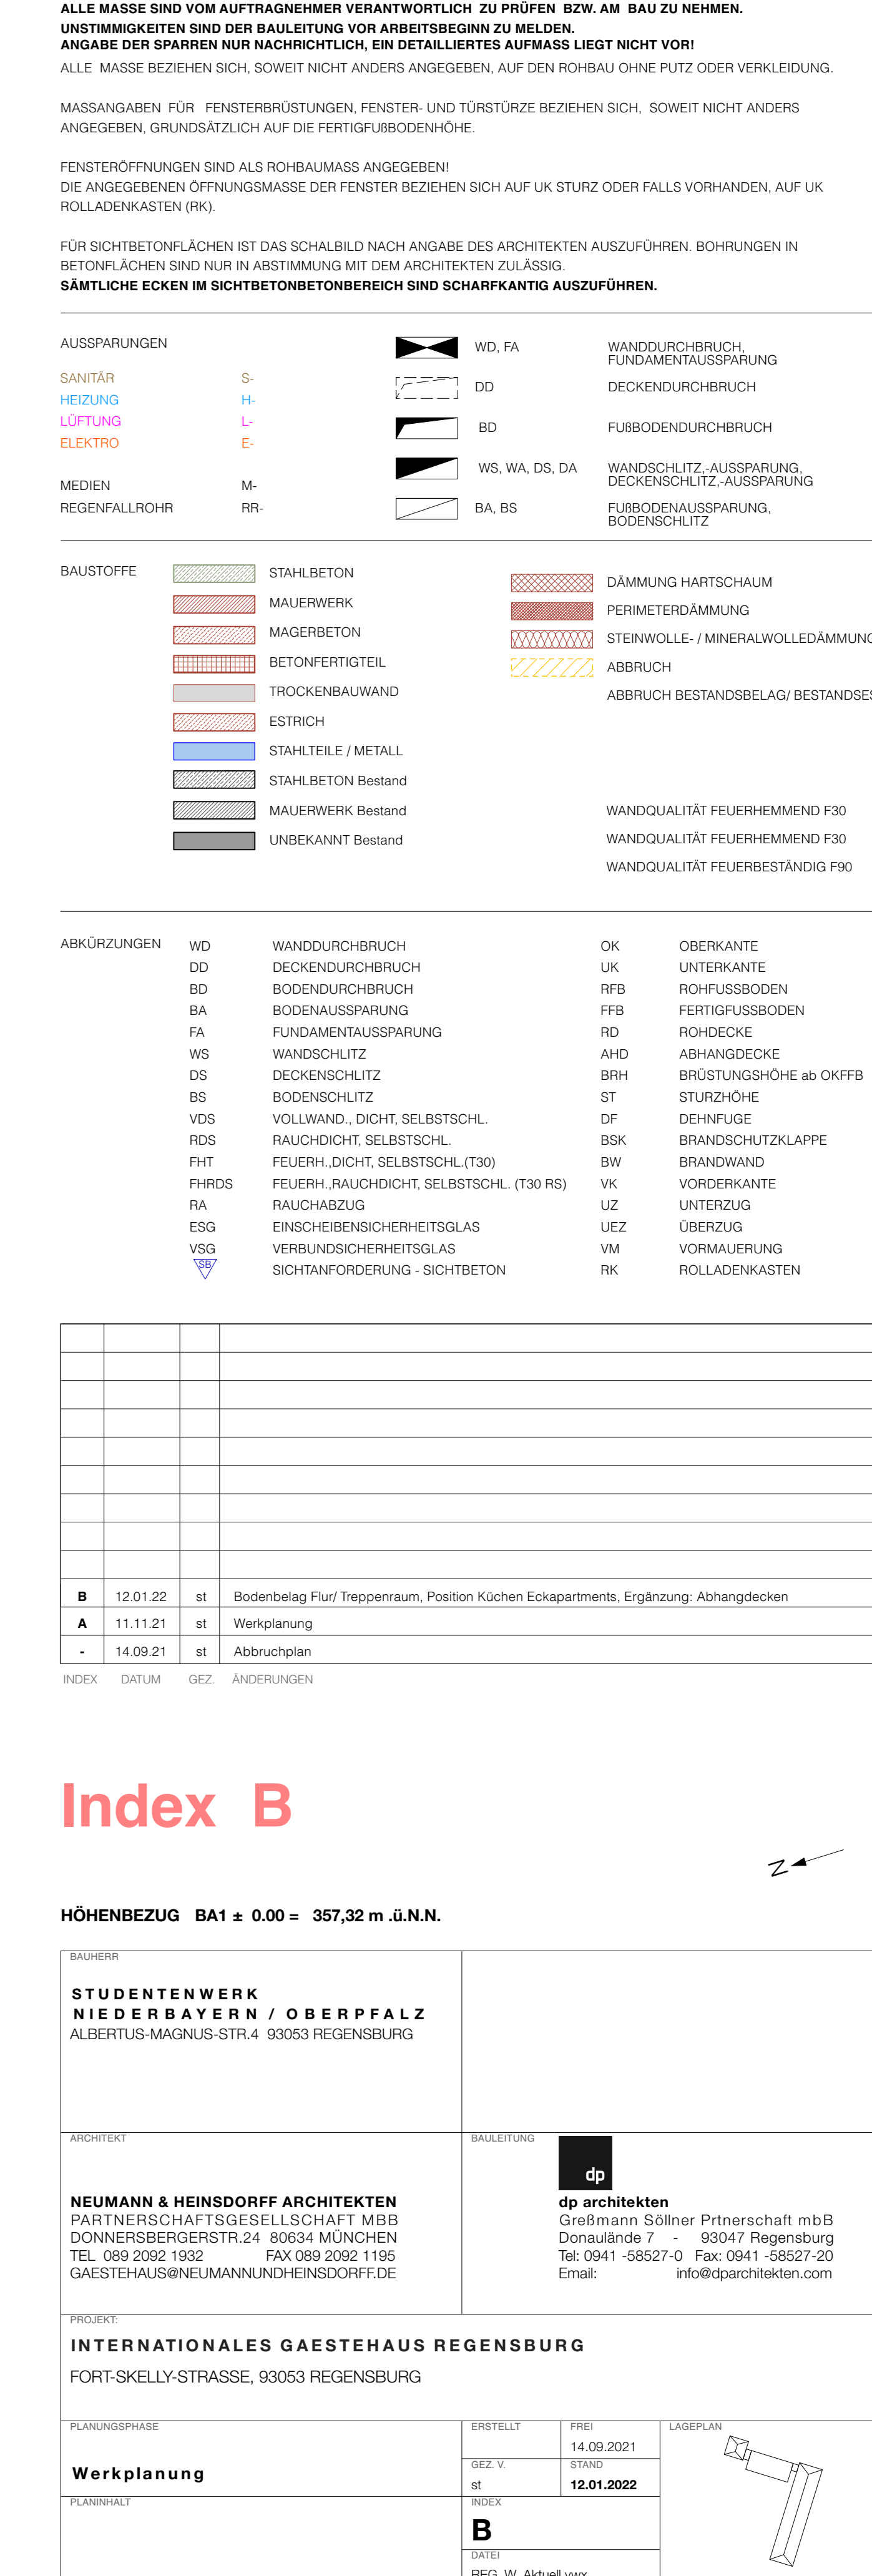 ALLE MASSE SIND VOM AUFTRAGNEHMER VERANTWORTLICH ZU PRÜFEN BZW. AM BAU ZU NEHMEN.
UNSTIMMIGKEITEN SIND DER BAULEITUNG VOR ARBEITSBEGINN ZU MELDEN.
ANGABE DER SPARREN NUR NACHRICHTLICH, EIN DETAILLIERTES AUFMASS LIEGT NICHT VOR!
ALLE MASSE BEZIEHEN SICH, SOWEIT NICHT ANDERS ANGEGEBEN, AUF DEN ROHBAU OHNE PUTZ ODER VERKLEIDUNG.
MASSANGABEN FÜR FENSTERBRÜSTUNGEN, FENSTER- UND TÜRSTÜRZE BEZIEHEN SICH, SOWEIT NICHT ANDERS
ANGEGEBEN, GRUNDSÄTZLICH AUF DIE FERTIGFUßBODENHÖHE.
FENSTERÖFFNUNGEN SIND ALS ROHBAUMASS ANGEGEBEN!
DIE ANGEGEBENEN ÖFFNUNGSMASSE DER FENSTER BEZIEHEN SICH AUF UK STURZ ODER FALLS VORHANDEN, AUF UK
ROLLADENKASTEN (RK).
FÜR SICHTBETONFLÄCHEN IST DAS SCHALBILD NACH ANGABE DES ARCHITEKTEN AUSZUFÜHREN. BOHRUNGEN IN
BETONFLÄCHEN SIND NUR IN ABSTIMMUNG MIT DEM ARCHITEKTEN ZULÄSSIG.
SÄMTLICHE ECKEN IM SICHTBETONBETONBEREICH SIND SCHARFKANTIG AUSZUFÜHREN.
AUSSPARUNGEN
SANITÄR S-
HEIZUNG H-
LÜFTUNG L-
ELEKTRO E-
MEDIEN M-
REGENFALLROHR RR-
WD, FA WANDDURCHBRUCH,
FUNDAMENTAUSSPARUNG
DD DECKENDURCHBRUCH
BD FUßBODENDURCHBRUCH
WS, WA, DS, DA WANDSCHLITZ,-AUSSPARUNG,
DECKENSCHLITZ,-AUSSPARUNG
BA, BS FUßBODENAUSSPARUNG,
BODENSCHLITZ
BAUSTOFFE
STAHLBETON
MAUERWERK
MAGERBETON
BETONFERTIGTEIL
TROCKENBAUWAND
ESTRICH
STAHLTEILE / METALL
STAHLBETON Bestand
MAUERWERK Bestand
UNBEKANNT Bestand
DÄMMUNG HARTSCHAUM
PERIMETERDÄMMUNG
STEINWOLLE- / MINERALWOLLEDÄMMUNG
ABBRUCH
ABBRUCH BESTANDSBELAG/ BESTANDSES
WANDQUALITÄT FEUERHEMMEND F30
WANDQUALITÄT FEUERHEMMEND F30
WANDQUALITÄT FEUERBESTÄNDIG F90
ABKÜRZUNGEN
WD WANDDURCHBRUCH
DD DECKENDURCHBRUCH
BD BODENDURCHBRUCH
BA BODENAUSSPARUNG
FA FUNDAMENTAUSSPARUNG
WS WANDSCHLITZ
DS DECKENSCHLITZ
BS BODENSCHLITZ
VDS VOLLWAND., DICHT, SELBSTSCHL.
RDS RAUCHDICHT, SELBSTSCHL.
FHT FEUERH.,DICHT, SELBSTSCHL.(T30)
FHRDS FEUERH.,RAUCHDICHT, SELBSTSCHL. (T30 RS)
RA RAUCHABZUG
ESG EINSCHEIBENSICHERHEITSGLAS
VSG VERBUNDSICHERHEITSGLAS
SB SICHTANFORDERUNG - SICHTBETON
OK OBERKANTE
UK UNTERKANTE
RFB ROHFUSSBODEN
FFB FERTIGFUSSBODEN
RD ROHDECKE
AHD ABHANGDECKE
BRH BRÜSTUNGSHÖHE ab OKFFB
ST STURZHÖHE
DF DEHNFUGE
BSK BRANDSCHUTZKLAPPE
BW BRANDWAND
VK VORDERKANTE
UZ UNTERZUG
UEZ ÜBERZUG
VM VORMAUERUNG
RK ROLLADENKASTEN
B 12.01.22 st Bodenbelag Flur/ Treppenraum, Position Küchen Eckapartments, Ergänzung: Abhangdecken
A 11.11.21 st Werkplanung
- 14.09.21 st Abbruchplan
INDEX DATUM GEZ. ÄNDERUNGEN
Index B
N
HÖHENBEZUG BA1 ± 0.00 = 357,32 m .ü.N.N.
BAUHERR
STUDENTENWERK
NIEDERBAYERN / OBERPFALZ
ALBERTUS-MAGNUS-STR.4 93053 REGENSBURG
ARCHITEKT
NEUMANN & HEINSDORFF ARCHITEKTEN
PARTNERSCHAFTSGESELLSCHAFT MBB
DONNERSBERGERSTR.24 80634 MÜNCHEN
TEL 089 2092 1932 FAX 089 2092 1195
GAESTEHAUS@NEUMANNUNDHEINSDORFF.DE
BAULEITUNG
dp
dp architekten
Greßmann Söllner Prtnerschaft mbB
Donaulände 7 - 93047 Regensburg
Tel: 0941 -58527-0 Fax: 0941 -58527-20
Email: info@dparchitekten.com
PROJEKT:
INTERNATIONALES GAESTEHAUS REGENSBURG
FORT-SKELLY-STRASSE, 93053 REGENSBURG
PLANUNGSPHASE
Werkplanung
ERSTELLT
FREI
14.09.2021
GEZ. V.
st
STAND
12.01.2022
LAGEPLAN
PLANINHALT
INDEX
B
DATEI
REG_W_Aktuell.vwx